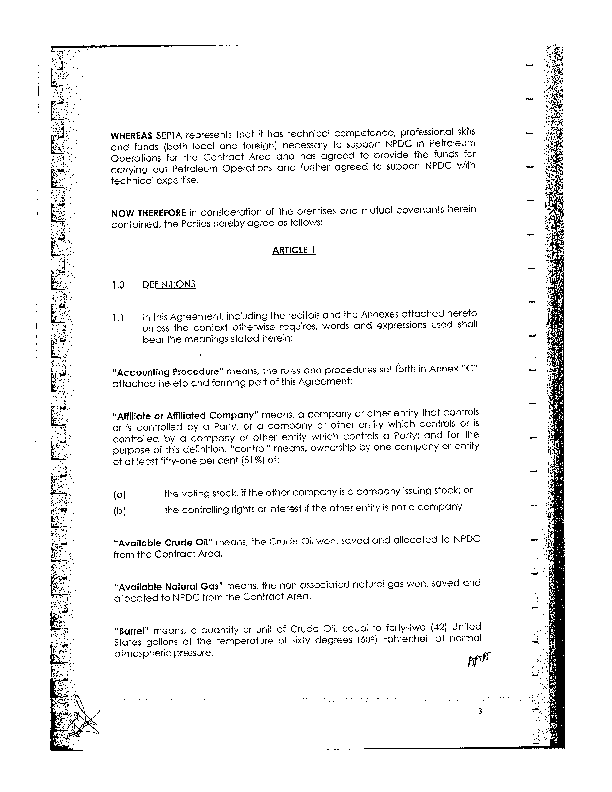 WHEREAS SEPTA represents that it has technical competence, professional skills
and funds (both local and foreign) necessary to support NPDC in Petroleum
Operations for the Contract Area and has agreed to provide the funds for
carrying out Petroleum Operations and further agreed to support NPDC with
technical expertise.
NOW THEREFORE in consideration of the premises and mutual covenants herein
contained, the Parties hereby agree as follows:
ARTICLE 1
1.0 DEFINITIONS
1.1 In this Agreement, including the recitals and the Annexes attached hereto
unless the context otherwise requires, words and expressions used shall
bear the meanings stated herein:
"Accounting Procedure" means, the rules and procedures set forth in Annex "C"
attached hereto and forming part of this Agreement;
"Affiliate or Affiliated Company" means, a company or other entity that controls
or is controlled by a Party, or a company or other entity which controls or is
controlled by a company or other entity which controls a Party; and for the
purpose of this definition, "control" means, ownership by one company or entity
of at least fifty-one per cent (51%) of:
(a) the voting stock, if the other company is a company issuing stock; or
(b) the controlling rights or interest if the other entity is not a company
"Available Crude Oil" means, the Crude Oil won, saved and allocated to NPDC
from the Contract Area.
"Available Natural Gas" means, the non associated natural gas won, saved and
allocated to NPDC from the Contract Area.
"Barrel" means, a quantity or unit of Crude Oil, equal to forty-two (42) United
States gallons at the temperature of sixty degrees (60º) Fahrenheit at normal
atmospheric pressure.
3